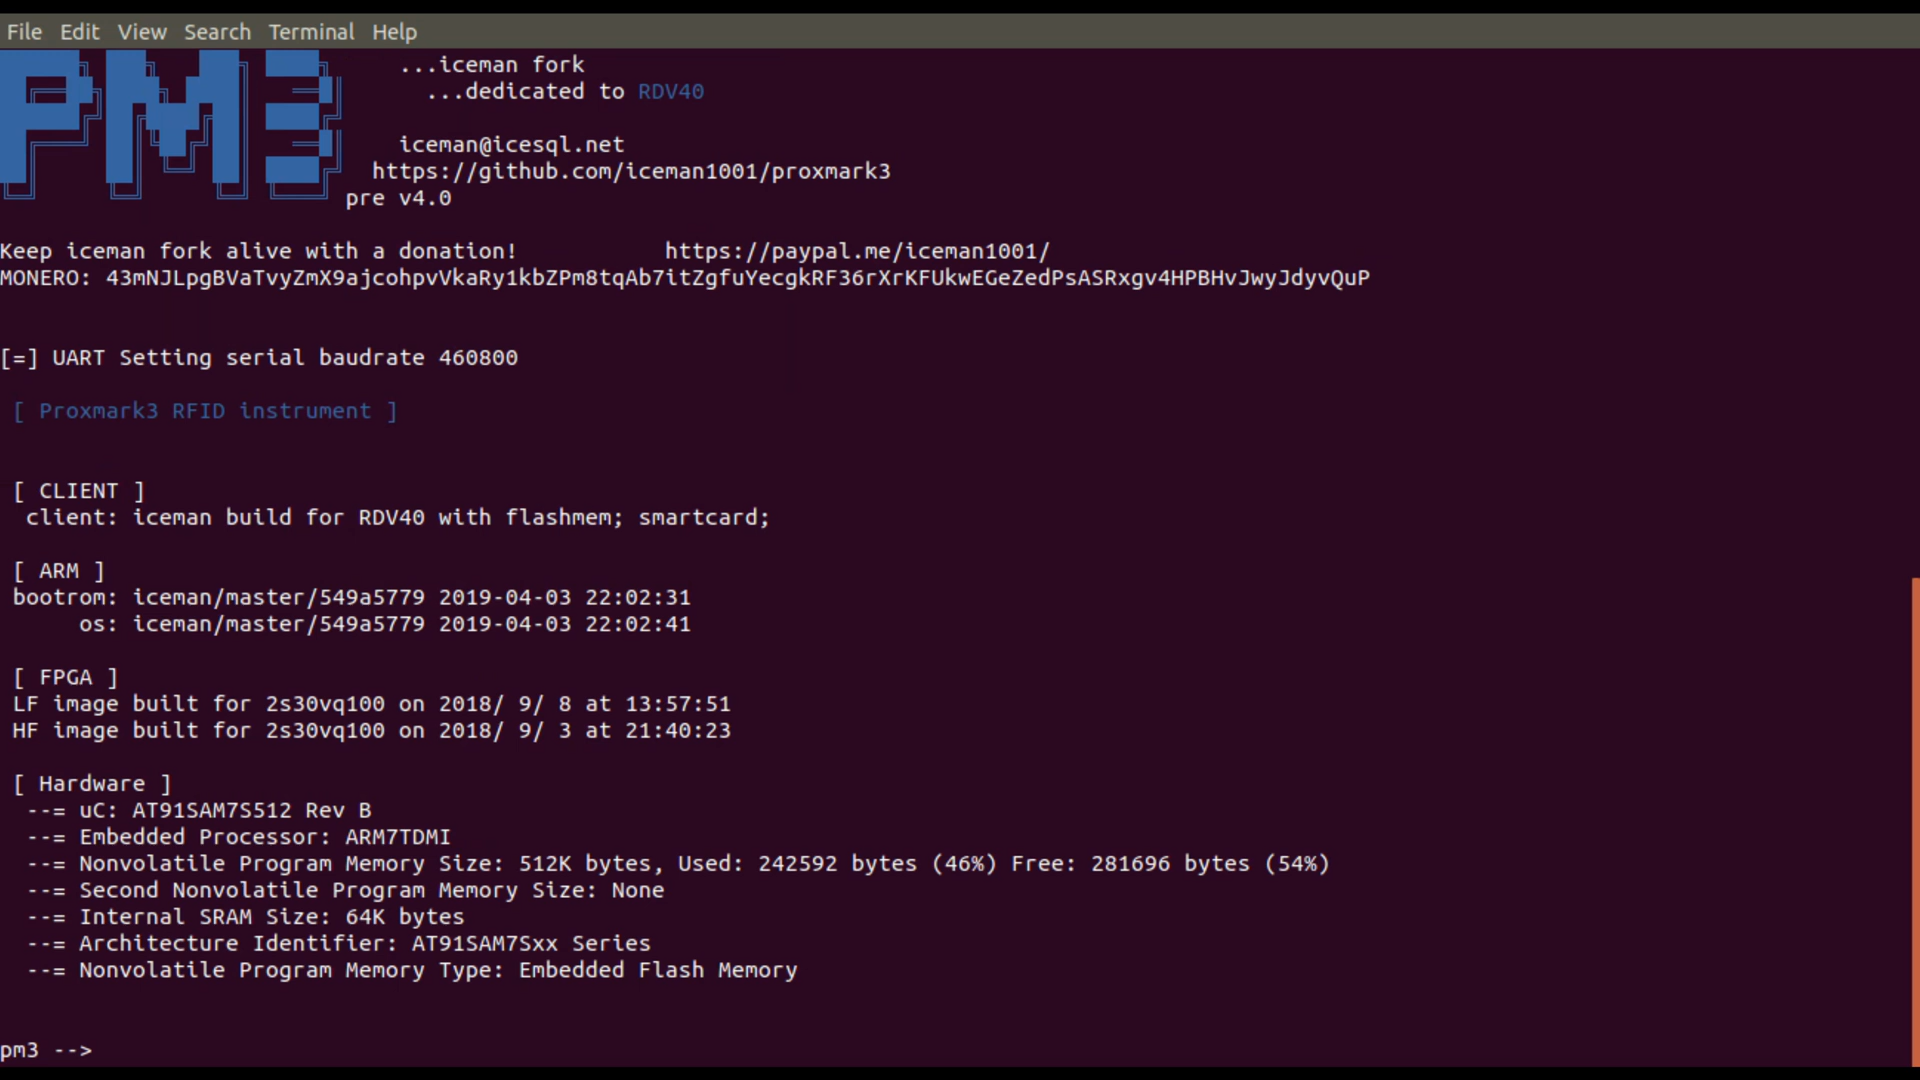 File Edit View Search Terminal Help
PM3 ...iceman fork
...dedicated to RDV40
iceman@icesql.net
https://github.com/iceman1001/proxmark3
pre v4.0
Keep iceman fork alive with a donation! https://paypal.me/iceman1001/
MONERO: 43mNJLpgBVaTvyZmX9ajcohpvVkaRy1kbZPm8tqAb7itZgfuYecgkRF36rXrKFUkwEGeZedPsASRxgv4HPBHvJwyJdyvQuP
[=] UART Setting serial baudrate 460800
[ Proxmark3 RFID instrument ]
[ CLIENT ]
client: iceman build for RDV40 with flashmem; smartcard;
[ ARM ]
bootrom: iceman/master/549a5779 2019-04-03 22:02:31
os: iceman/master/549a5779 2019-04-03 22:02:41
[ FPGA ]
LF image built for 2s30vq100 on 2018/ 9/ 8 at 13:57:51
HF image built for 2s30vq100 on 2018/ 9/ 3 at 21:40:23
[ Hardware ]
--= uC: AT91SAM7S512 Rev B
--= Embedded Processor: ARM7TDMI
--= Nonvolatile Program Memory Size: 512K bytes, Used: 242592 bytes (46%) Free: 281696 bytes (54%)
--= Second Nonvolatile Program Memory Size: None
--= Internal SRAM Size: 64K bytes
--= Architecture Identifier: AT91SAM7Sxx Series
--= Nonvolatile Program Memory Type: Embedded Flash Memory
pm3 -->